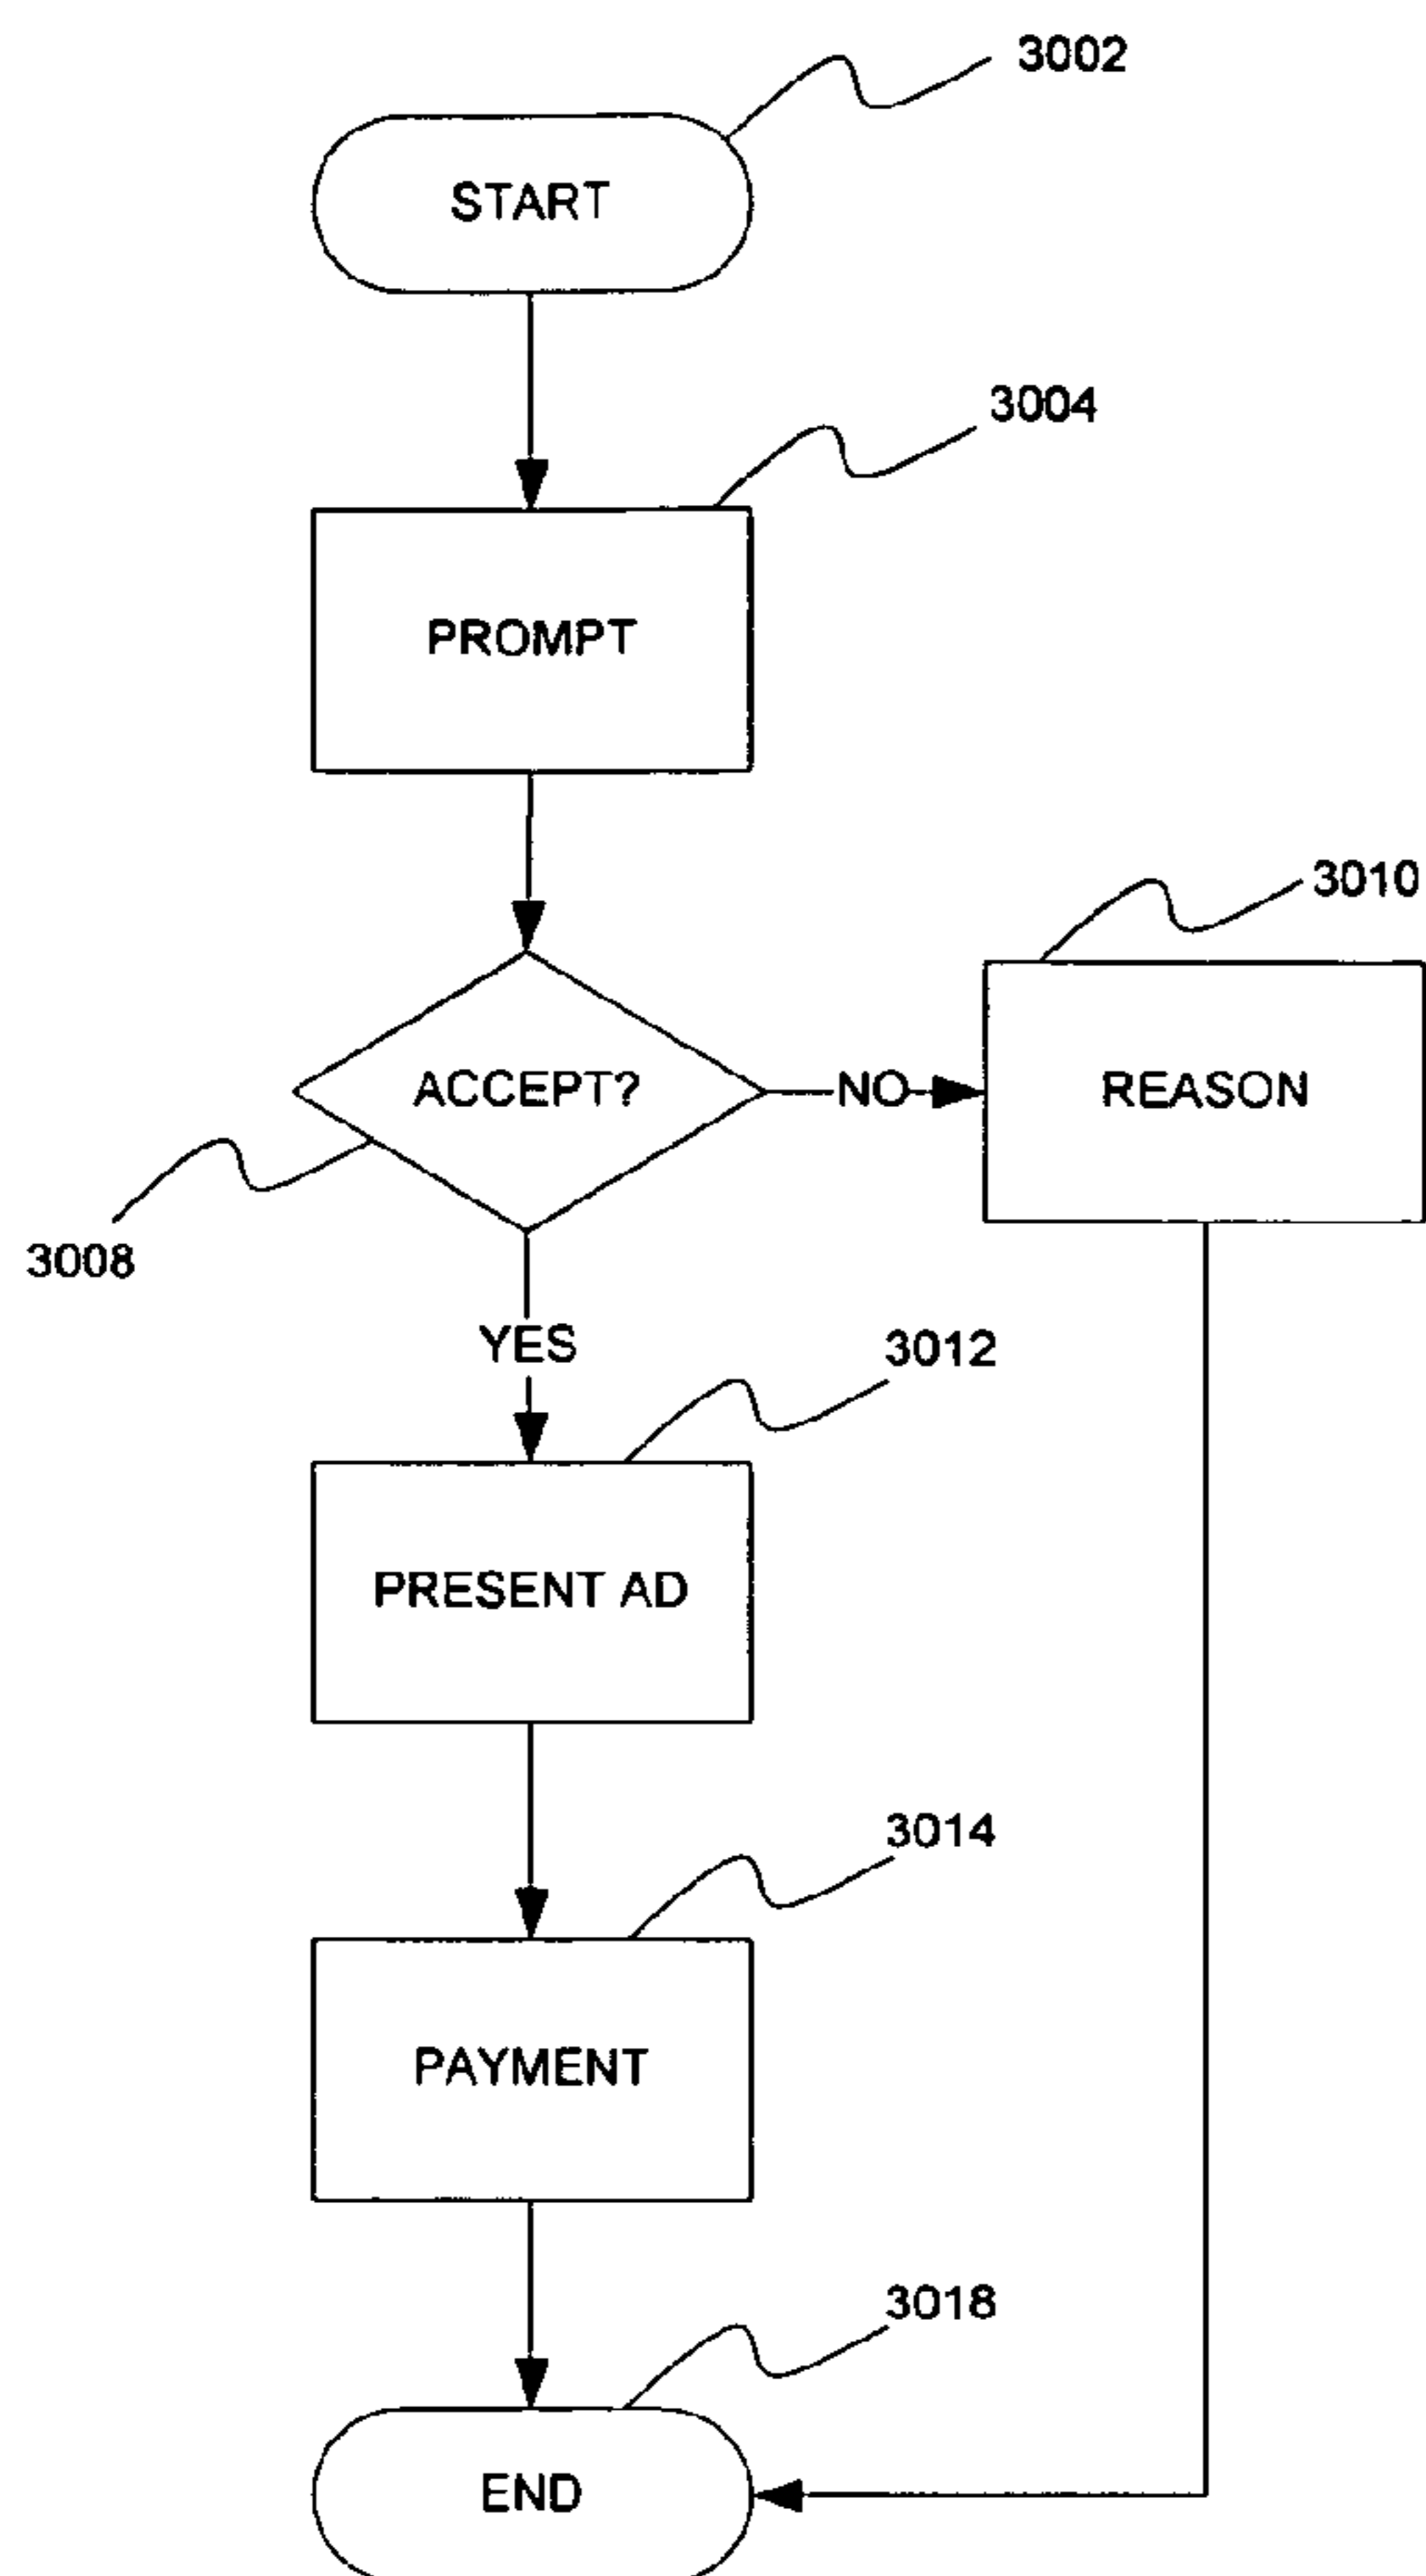 3002
START
3004
PROMPT
3010
ACCEPT?
NO
REASON
3008
YES
3012
PRESENT AD
3014
PAYMENT
3018
END